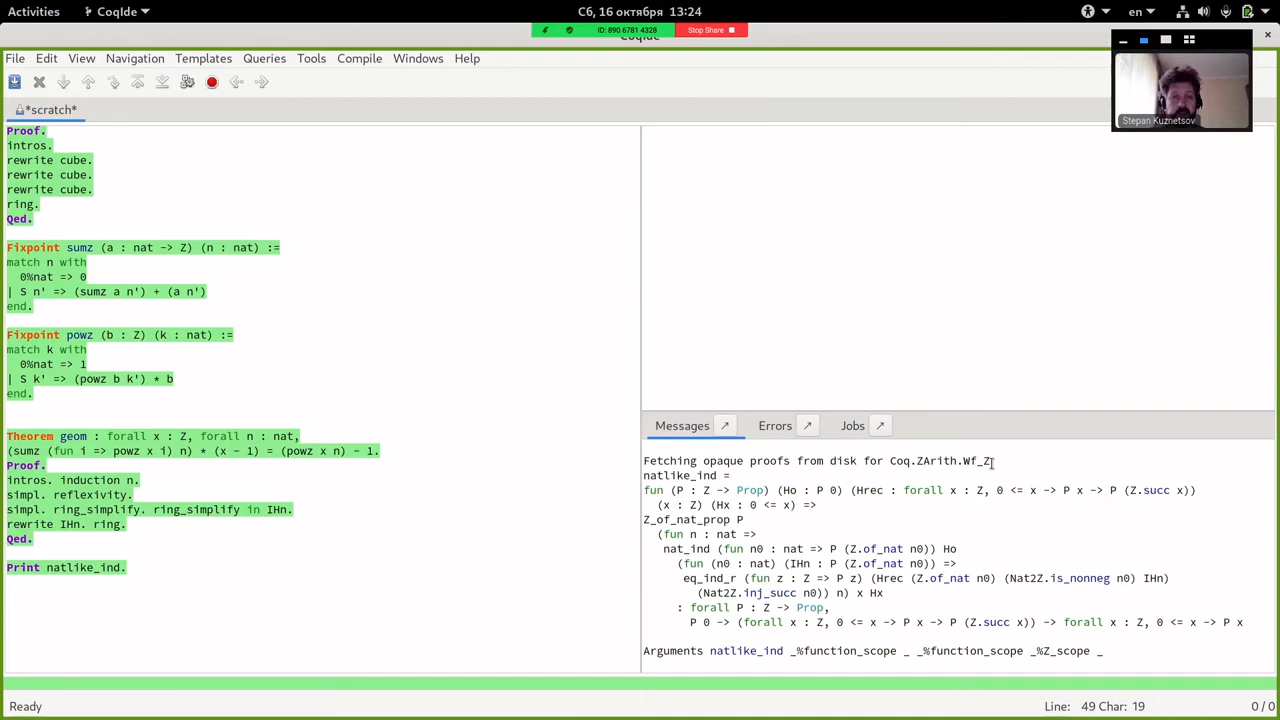 Activities CoqIde Сб, 16 октября 13:24 en
ID: 890 6781 4328 Stop Share
File Edit View Navigation Templates Queries Tools Compile Windows Help
*scratch*
Stepan Kuznetsov
Proof.
intros.
rewrite cube.
rewrite cube.
rewrite cube.
ring.
Qed.
Fixpoint sumz (a : nat -> Z) (n : nat) :=
match n with
0%nat => 0
| S n' => (sumz a n') + (a n')
end.
Fixpoint powz (b : Z) (k : nat) :=
match k with
0%nat => 1
| S k' => (powz b k') * b
end.
Theorem geom : forall x : Z, forall n : nat,
(sumz (fun i => powz x i) n) * (x - 1) = (powz x n) - 1.
Proof.
intros. induction n.
simpl. reflexivity.
simpl. ring_simplify. ring_simplify in IHn.
rewrite IHn. ring.
Qed.
Print natlike_ind.
Messages Errors Jobs
Fetching opaque proofs from disk for Coq.ZArith.Wf_Z
natlike_ind =
fun (P : Z -> Prop) (Ho : P 0) (Hrec : forall x : Z, 0 <= x -> P x -> P (Z.succ x))
(x : Z) (Hx : 0 <= x) =>
Z_of_nat_prop P
(fun n : nat =>
nat_ind (fun n0 : nat => P (Z.of_nat n0)) Ho
(fun (n0 : nat) (IHn : P (Z.of_nat n0)) =>
eq_ind_r (fun z : Z => P z) (Hrec (Z.of_nat n0) (Nat2Z.is_nonneg n0) IHn)
(Nat2Z.inj_succ n0)) n) x Hx
: forall P : Z -> Prop,
P 0 -> (forall x : Z, 0 <= x -> P x -> P (Z.succ x)) -> forall x : Z, 0 <= x -> P x
Arguments natlike_ind _%function_scope _ _%function_scope _%Z_scope _
Ready Line: 49 Char: 19 0 / 0